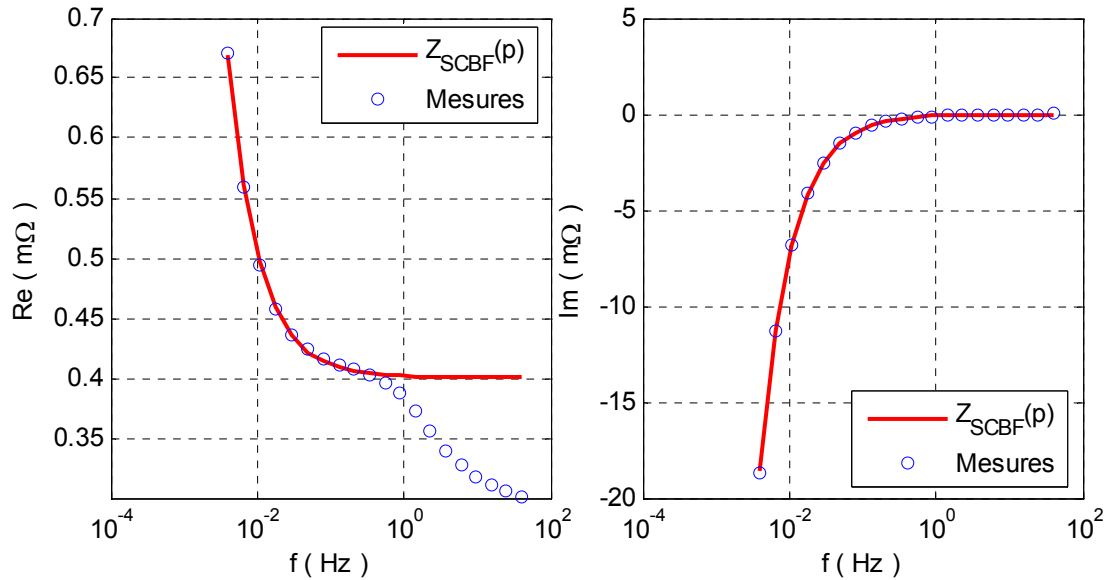 0.7
0.65
0.6
0.55
0.5
0.45
0.4
0.35
Re ( mΩ )
Z_SCBF(p)
Mesures
10^-4
10^-2
10^0
10^2
f ( Hz )
5
0
-5
-10
-15
-20
Im ( mΩ )
Z_SCBF(p)
Mesures
10^-4
10^-2
10^0
10^2
f ( Hz )